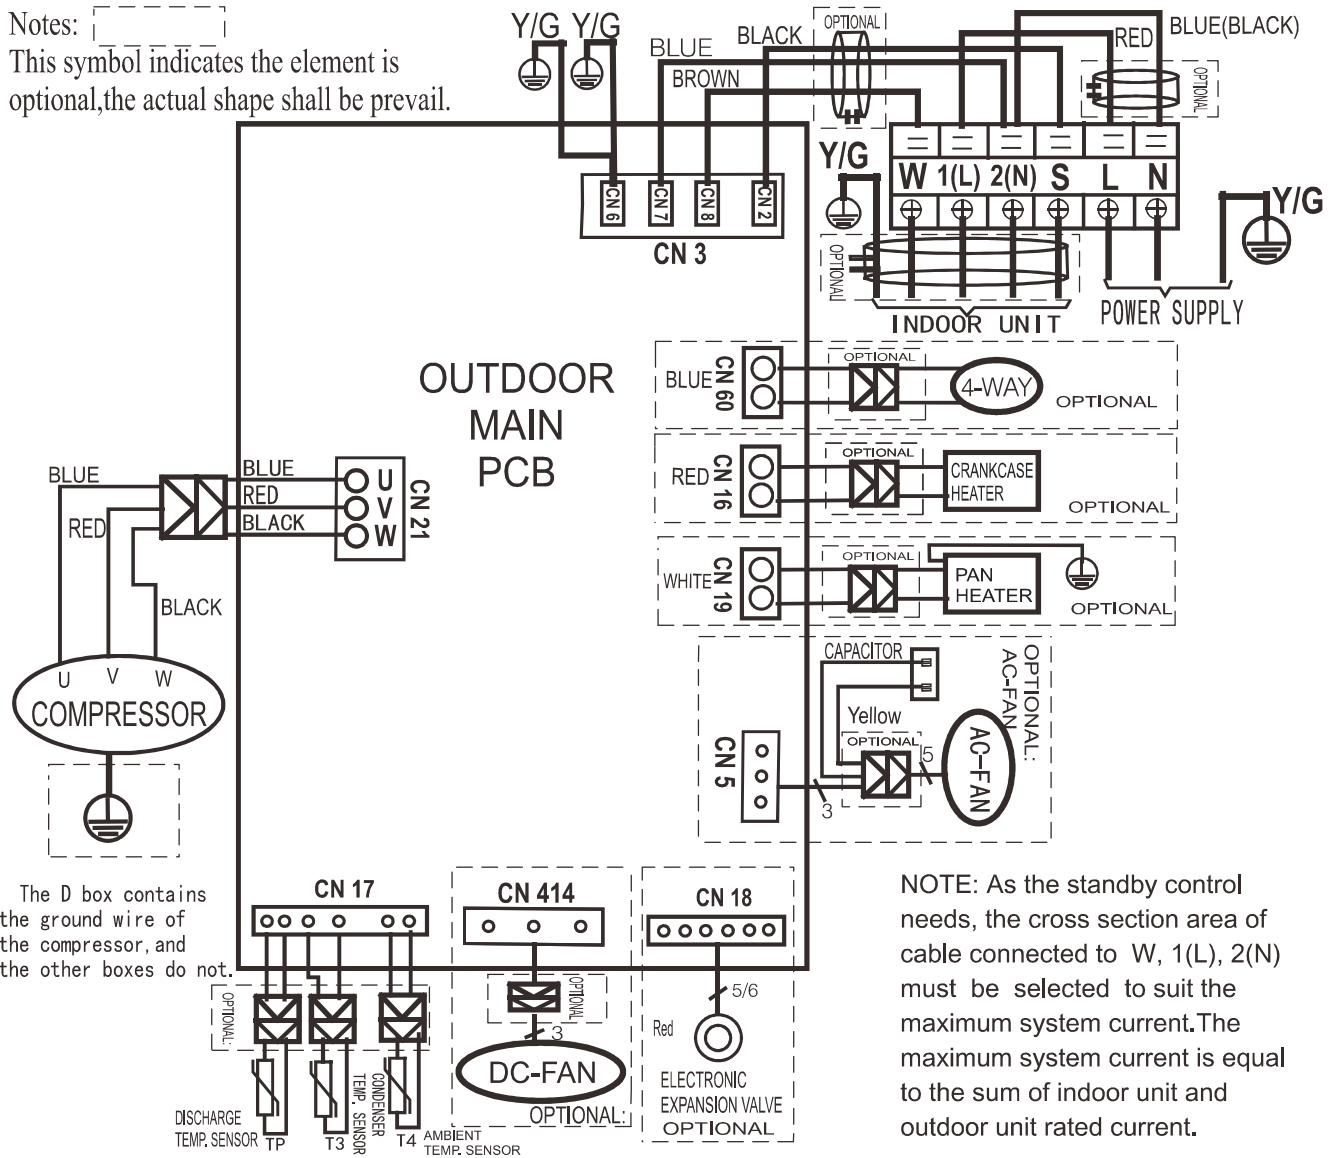 Notes:
This symbol indicates the element is
optional,the actual shape shall be prevail.
Y/G Y/G
BLUE
BLACK
BROWN
OPTIONAL
RED
BLUE(BLACK)
OPTIONAL
Y/G
W 1(L) 2(N) S L N
Y/G
CN 6
CN 7
CN 8
CN 2
CN 3
OPTIONAL
INDOOR UNIT
POWER SUPPLY
OUTDOOR
MAIN
PCB
BLUE
CN 60
OPTIONAL
4-WAY
OPTIONAL
RED
CN 16
OPTIONAL
CRANKCASE
HEATER
OPTIONAL
WHITE
CN 19
OPTIONAL
PAN
HEATER
OPTIONAL
BLUE
RED
BLACK
BLUE
RED
BLACK
U
V
W
CN 21
U V W
COMPRESSOR
CAPACITOR
OPTIONAL:
AC-FAN
Yellow
OPTIONAL
5
CN 5
3
AC-FAN
The D box contains
the ground wire of
the compressor,and
the other boxes do not.
CN 17
OPTIONAL:
DISCHARGE
TEMP. SENSOR
TP
T3
CONDENSER
TEMP. SENSOR
T4
AMBIENT
TEMP. SENSOR
CN 414
OPTIONAL
3
DC-FAN
OPTIONAL:
CN 18
5/6
Red
ELECTRONIC
EXPANSION VALVE
OPTIONAL
NOTE: As the standby control
needs, the cross section area of
cable connected to W, 1(L), 2(N)
must be selected to suit the
maximum system current.The
maximum system current is equal
to the sum of indoor unit and
outdoor unit rated current.